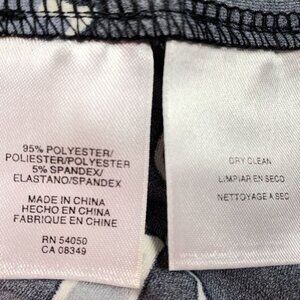 95% POLYESTER/
POLIESTER/POLYESTER
5% SPANDEX/
ELASTANO/SPANDEX
MADE IN CHINA
HECHO EN CHINA
FABRIQUE EN CHINE
RN 54050
CA 08349
DRY CLEAN
LIMPIAR EN SECO
NETTOYAGE A SEC